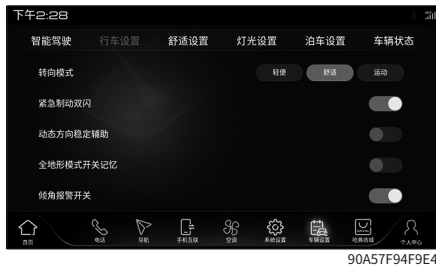 下午2:28
智能驾驶 行车设置 舒适设置 灯光设置 泊车设置 车辆状态
转向模式 轻便 舒适 运动
紧急制动双闪
动态方向稳定辅助
全地形模式开关记忆
倾角报警开关
首页 电话 导航 手机互联 空调 系统设置 车辆设置 哈弗商城 个人中心
90A57F94F9E4